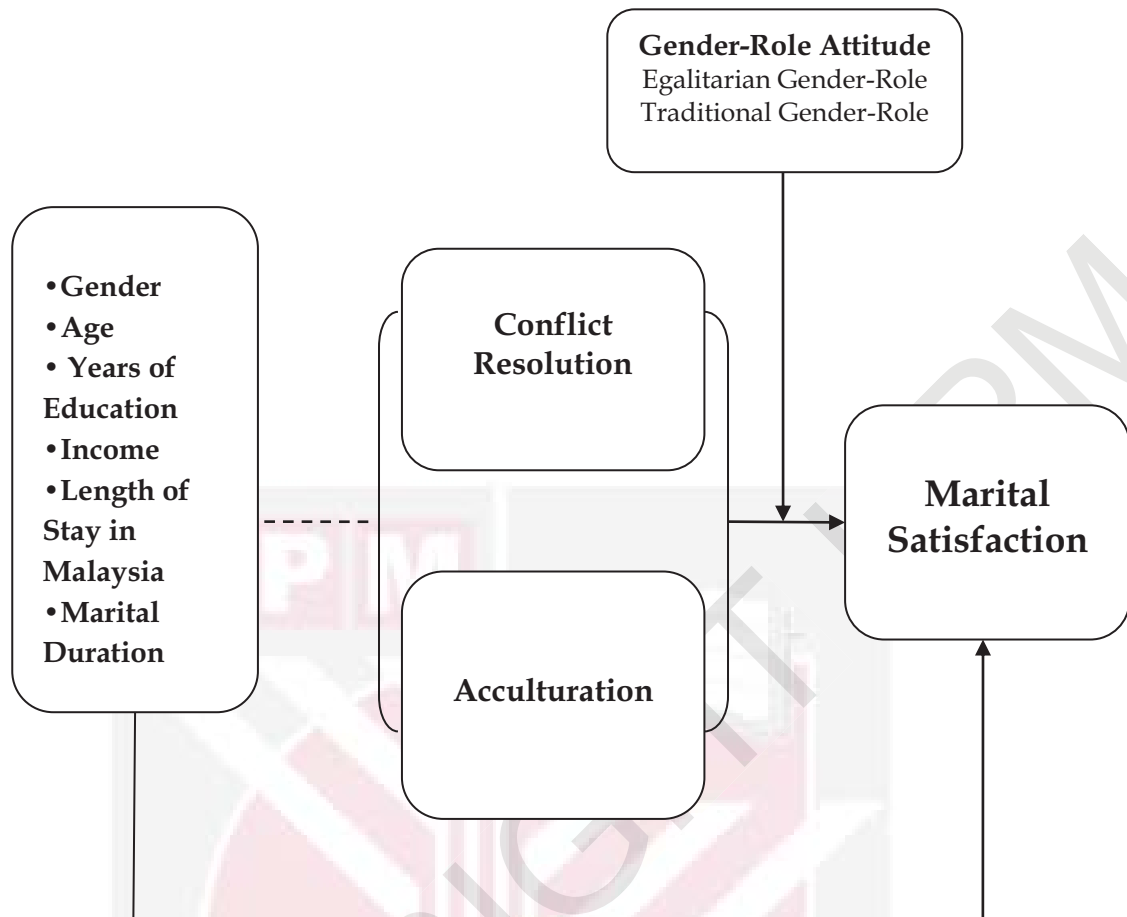 Gender-Role Attitude
Egalitarian Gender-Role
Traditional Gender-Role
•Gender
•Age
• Years of
Education
•Income
•Length of
Stay in
Malaysia
•Marital
Duration
Conflict
Resolution
Acculturation
Marital
Satisfaction
PM